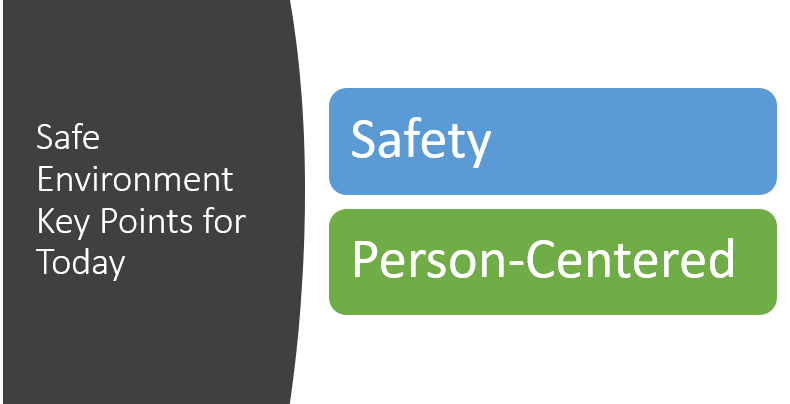 Safe
Environment
Key Points for
Today
Safety
Person-Centered